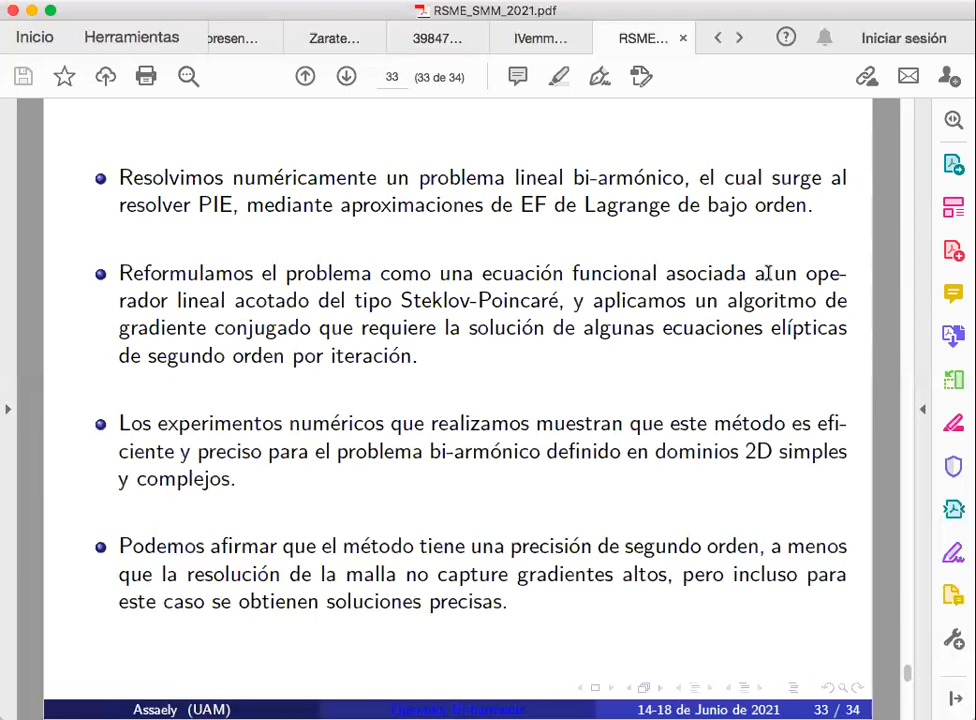 RSME_SMM_2021.pdf
Inicio Herramientas presen... Zarate... 39847... IVemm... RSME... Iniciar sesión
33 (33 de 34)
Resolvimos numéricamente un problema lineal bi-armónico, el cual surge al
resolver PIE, mediante aproximaciones de EF de Lagrange de bajo orden.
Reformulamos el problema como una ecuación funcional asociada a un ope-
rador lineal acotado del tipo Steklov-Poincaré, y aplicamos un algoritmo de
gradiente conjugado que requiere la solución de algunas ecuaciones elípticas
de segundo orden por iteración.
Los experimentos numéricos que realizamos muestran que este método es efi-
ciente y preciso para el problema bi-armónico definido en dominios 2D simples
y complejos.
Podemos afirmar que el método tiene una precisión de segundo orden, a menos
que la resolución de la malla no capture gradientes altos, pero incluso para
este caso se obtienen soluciones precisas.
Assaely (UAM) 14-18 de Junio de 2021 33 / 34